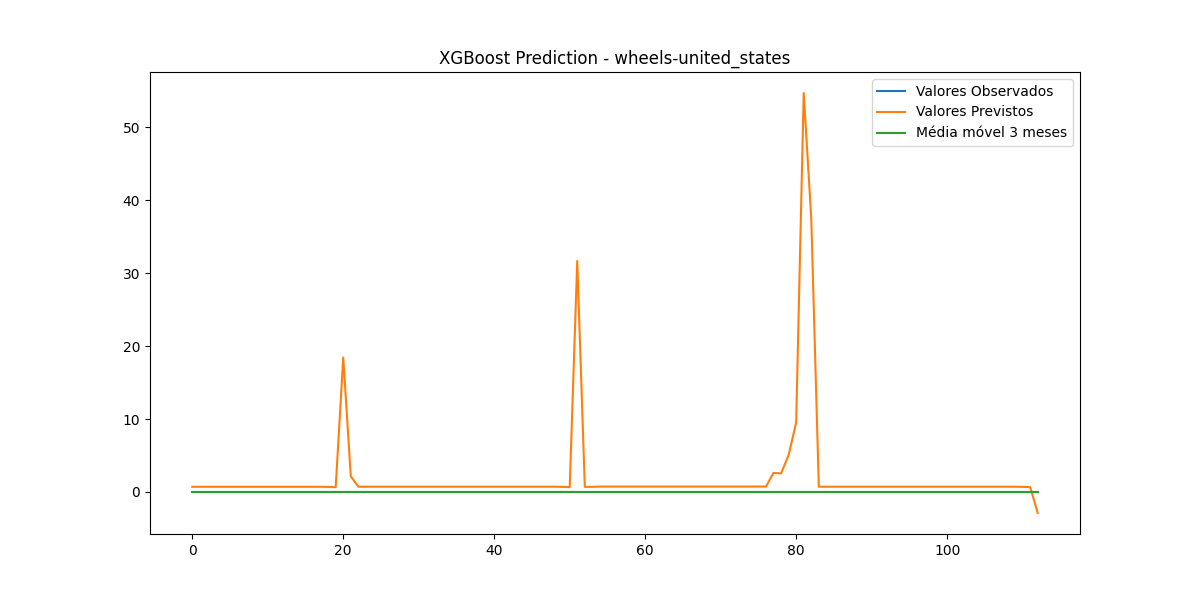 XGBoost Prediction - wheels-united_states
Valores Observados
Valores Previstos
Média móvel 3 meses
50
40
30
20
10
0
0 20 40 60 80 100